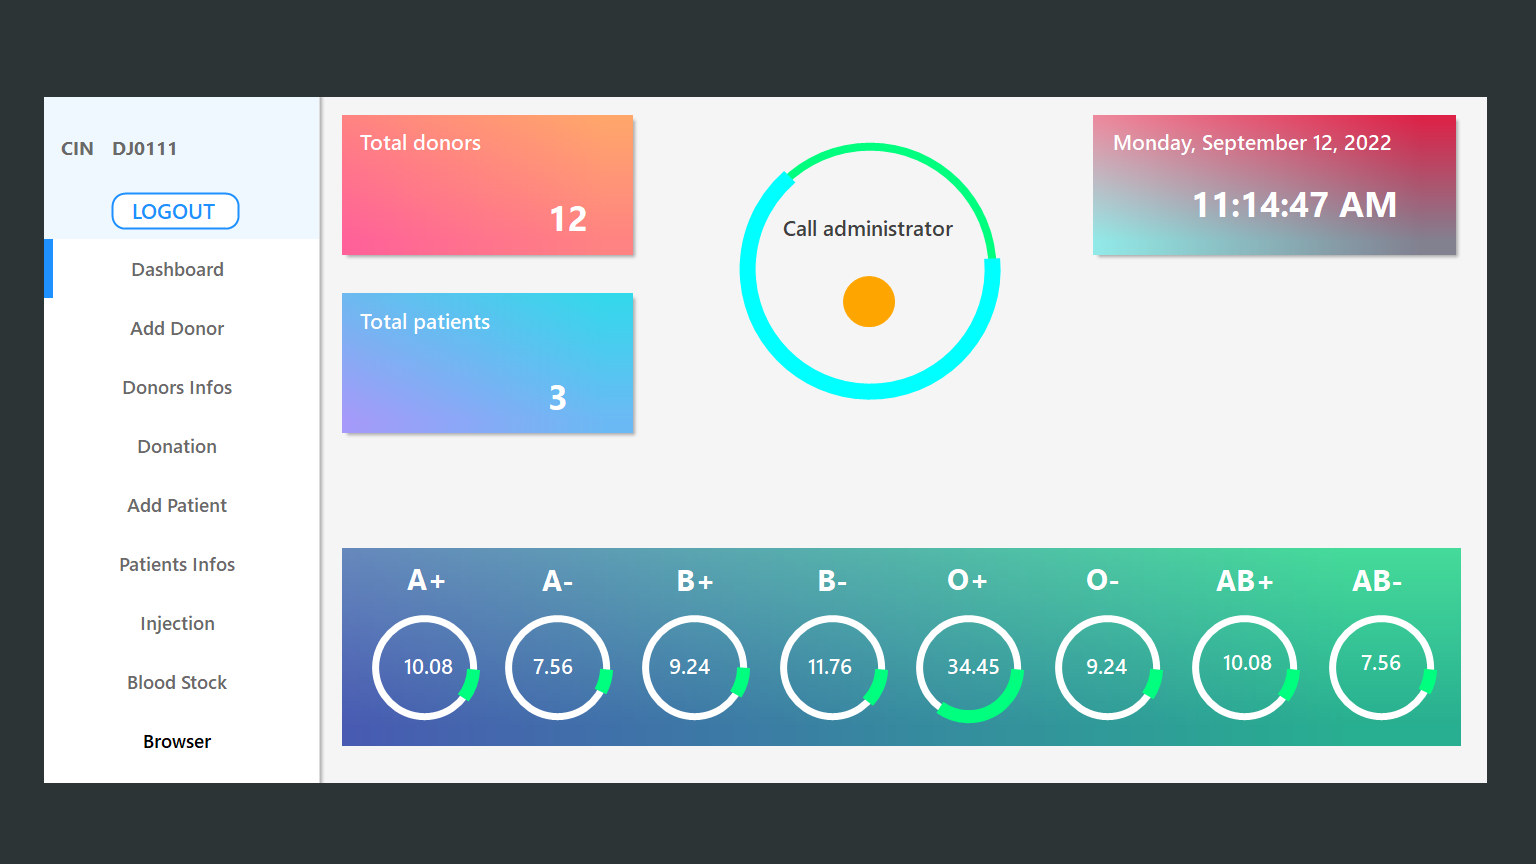 CIN DJ0111
LOGOUT
Dashboard
Add Donor
Donors Infos
Donation
Add Patient
Patients Infos
Injection
Blood Stock
Browser
Total donors
12
Total patients
3
Call administrator
Monday, September 12, 2022
11:14:47 AM
A+ A- B+ B- O+ O- AB+ AB-
10.08 7.56 9.24 11.76 34.45 9.24 10.08 7.56